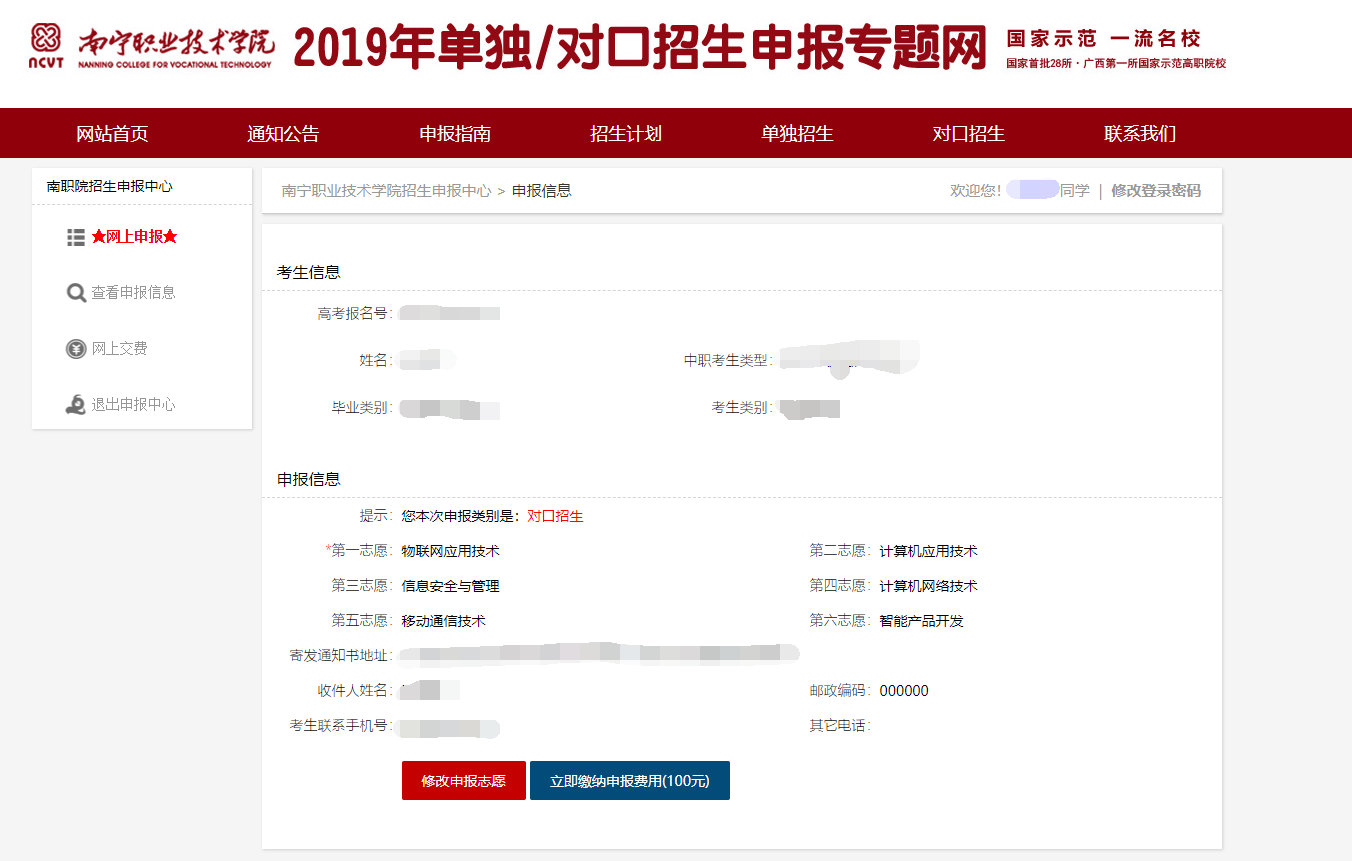 南宁职业技术学院
NCVT
NANNING COLLEGE FOR VOCATIONAL TECHNOLOGY
2019年单独/对口招生申报专题网
国家示范 一流名校
国家首批28所·广西第一所国家示范高职院校
网站首页 通知公告 申报指南 招生计划 单独招生 对口招生 联系我们
南职院招生申报中心
★网上申报★
查看申报信息
网上交费
退出申报中心
南宁职业技术学院招生申报中心 > 申报信息
欢迎您! 同学 | 修改登录密码
考生信息
高考报名号:
姓名: 中职考生类型:
毕业类别: 考生类别:
申报信息
提示: 您本次申报类别是: 对口招生
*第一志愿: 物联网应用技术 第二志愿: 计算机应用技术
第三志愿: 信息安全与管理 第四志愿: 计算机网络技术
第五志愿: 移动通信技术 第六志愿: 智能产品开发
寄发通知书地址:
收件人姓名: 邮政编码: 000000
考生联系手机号: 其它电话:
修改申报志愿 立即缴纳申报费用(100元)